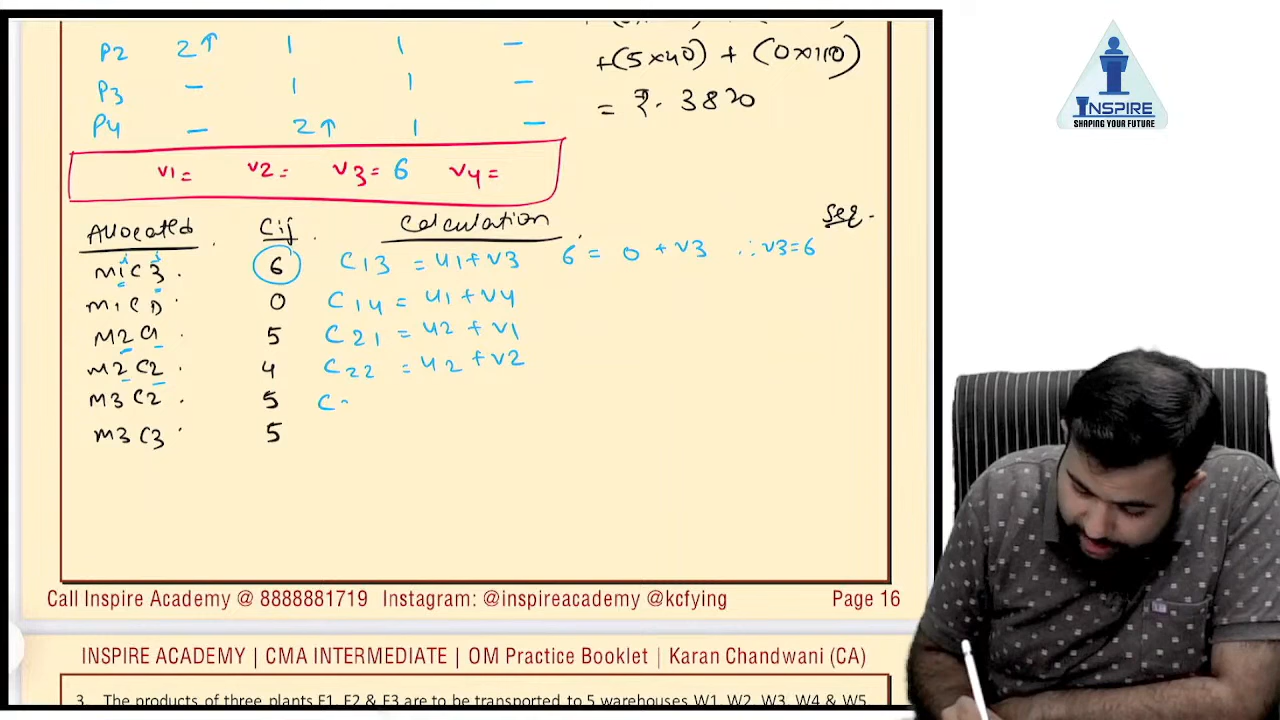 P2 2↑ 1 1 –
+(5×40) + (0×110)
P3 – 1 1 –
= ₹. 3820
P4 – 2↑ 1 –
v1= v2= v3=6 v4=
Allocated Cij Calculation Seq.
i j
M1C3 6 C13 = u1+v3 6 = 0 + v3 ∴v3=6
M1CD 0 C14 = u1+v4
M2C1 5 C21 = u2 + v1
M2C2 4 C22 = u2 + v2
M3C2 5 C
M3C3 5
Call Inspire Academy @ 8888881719 Instagram: @inspireacademy @kcfying Page 16
INSPIRE ACADEMY | CMA INTERMEDIATE | OM Practice Booklet | Karan Chandwani (CA)
3. The products of three plants F1, F2 & F3 are to be transported to 5 warehouses W1, W2, W3, W4 & W5.
INSPIRE
SHAPING YOUR FUTURE